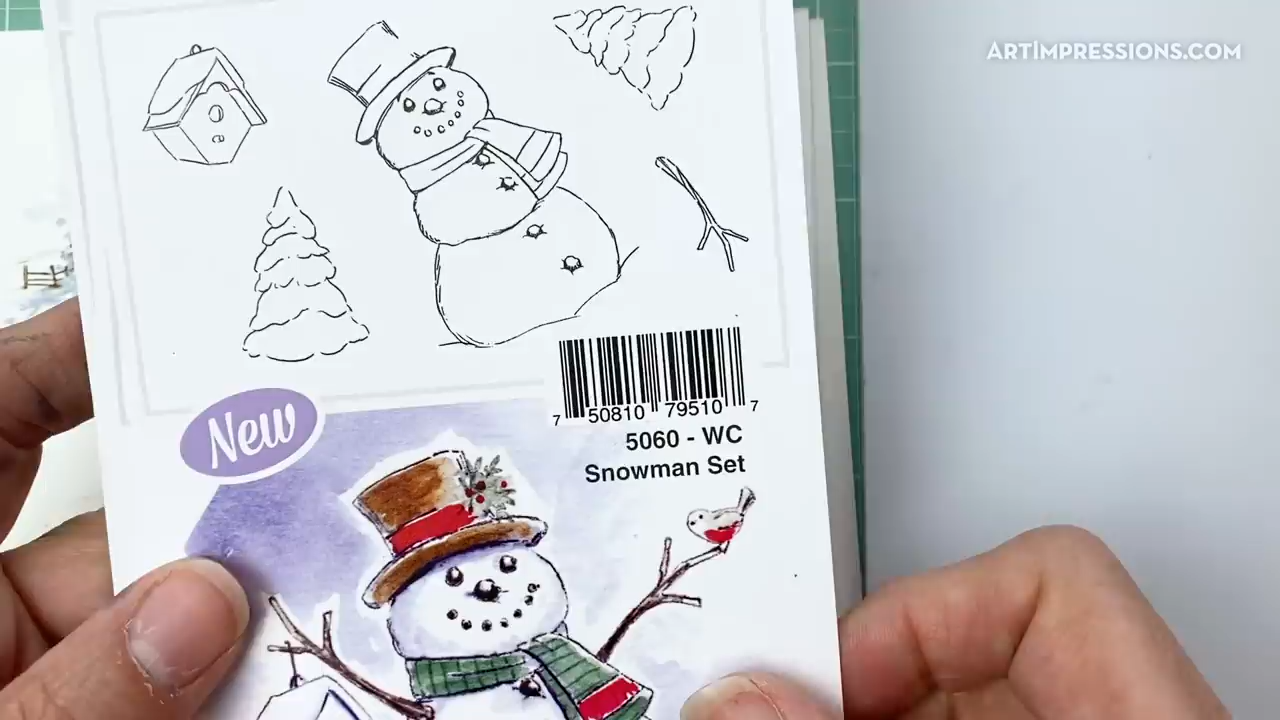 ARTIMPRESSIONS.COM
7 50810 79510 7
New
5060 - WC
Snowman Set